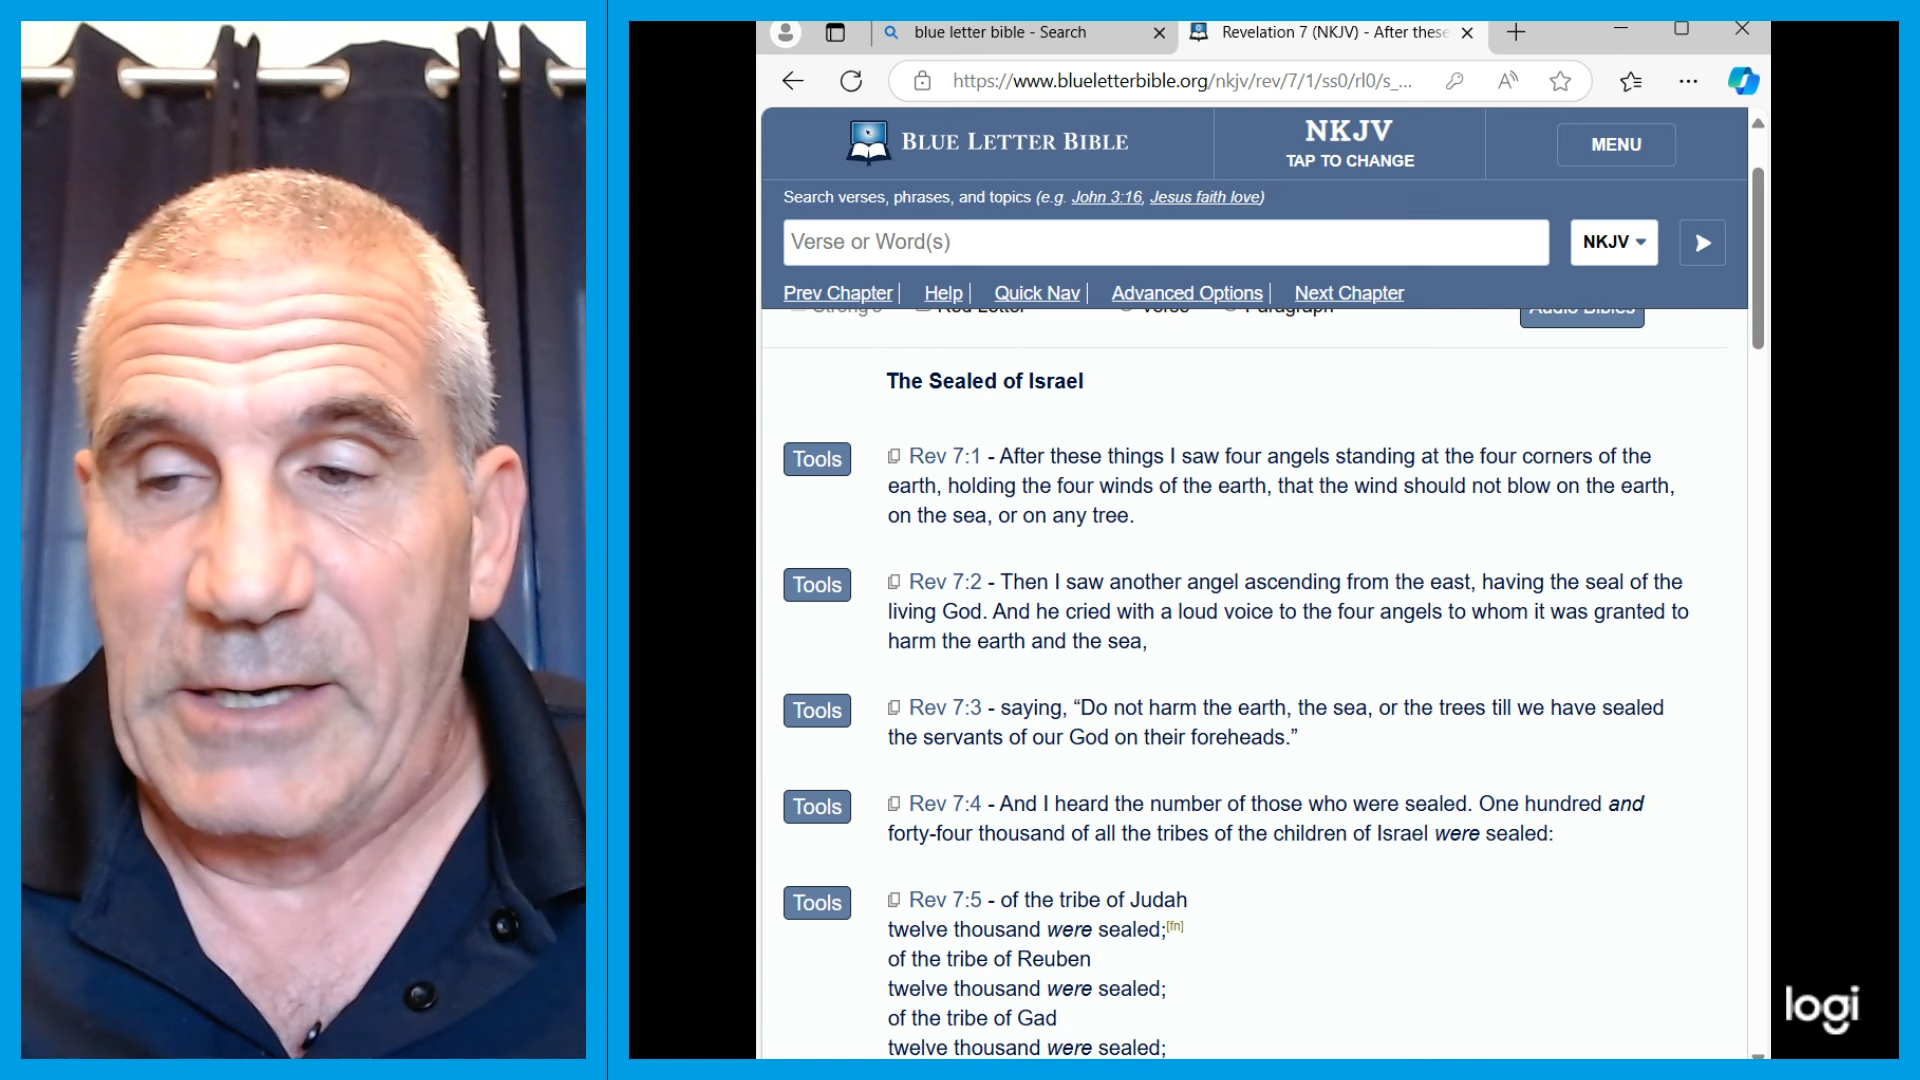 blue letter bible - Search
Revelation 7 (NKJV) - After these
https://www.blueletterbible.org/nkjv/rev/7/1/ss0/rl0/s_...
BLUE LETTER BIBLE
NKJV
TAP TO CHANGE
MENU
Search verses, phrases, and topics (e.g. John 3:16, Jesus faith love)
Verse or Word(s)
NKJV
Prev Chapter
Help
Quick Nav
Advanced Options
Next Chapter
Strong's
Red Letter
Verse
Paragraph
Audio Bibles
The Sealed of Israel
Tools
Rev 7:1 - After these things I saw four angels standing at the four corners of the
earth, holding the four winds of the earth, that the wind should not blow on the earth,
on the sea, or on any tree.
Tools
Rev 7:2 - Then I saw another angel ascending from the east, having the seal of the
living God. And he cried with a loud voice to the four angels to whom it was granted to
harm the earth and the sea,
Tools
Rev 7:3 - saying, “Do not harm the earth, the sea, or the trees till we have sealed
the servants of our God on their foreheads.”
Tools
Rev 7:4 - And I heard the number of those who were sealed. One hundred and
forty-four thousand of all the tribes of the children of Israel were sealed:
Tools
Rev 7:5 - of the tribe of Judah
twelve thousand were sealed;[fn]
of the tribe of Reuben
twelve thousand were sealed;
of the tribe of Gad
twelve thousand were sealed;
logi